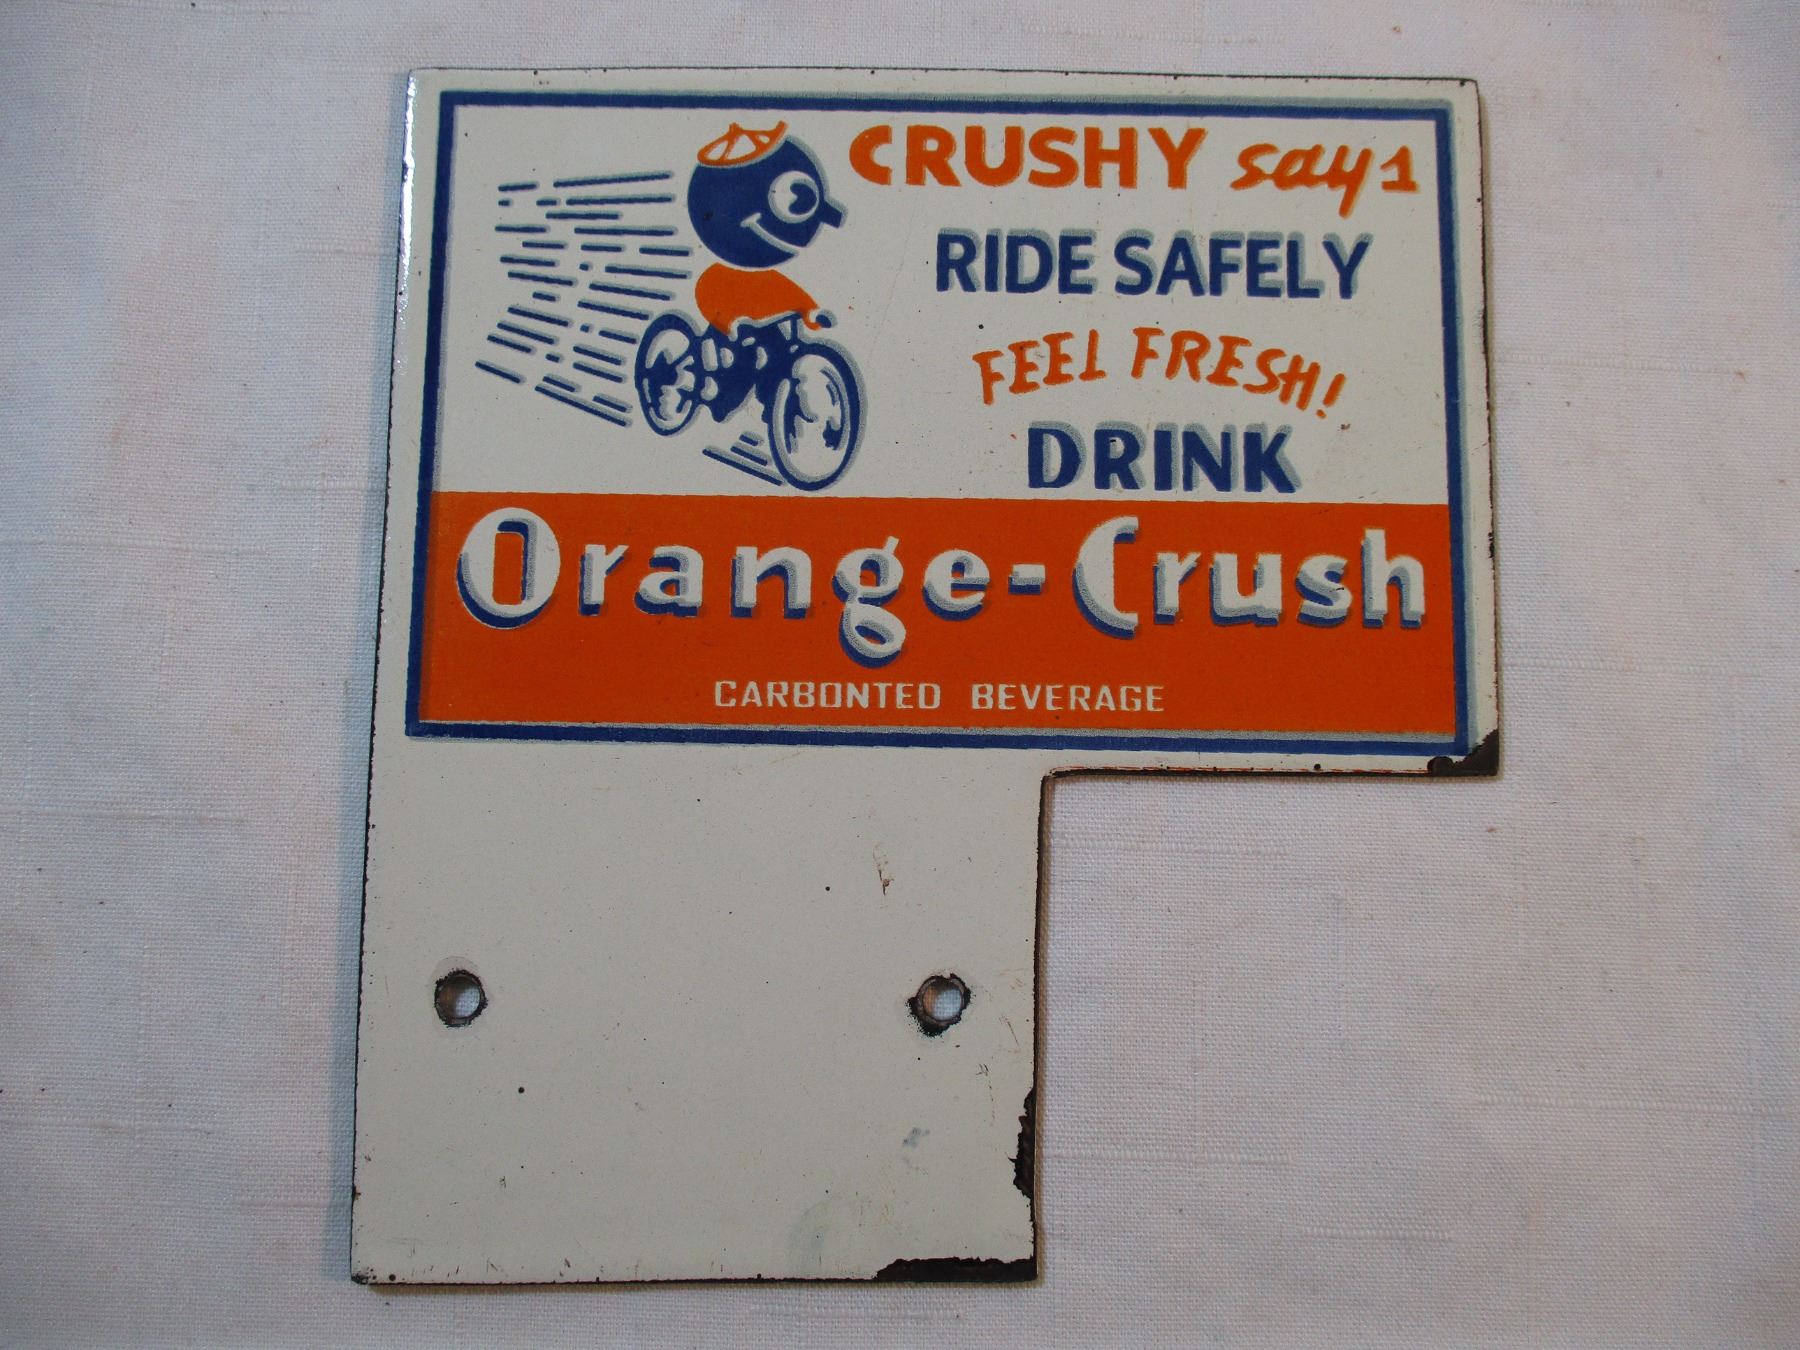 CRUSHY says
RIDE SAFELY
FEEL FRESH!
DRINK
Orange-Crush
CARBONTED BEVERAGE